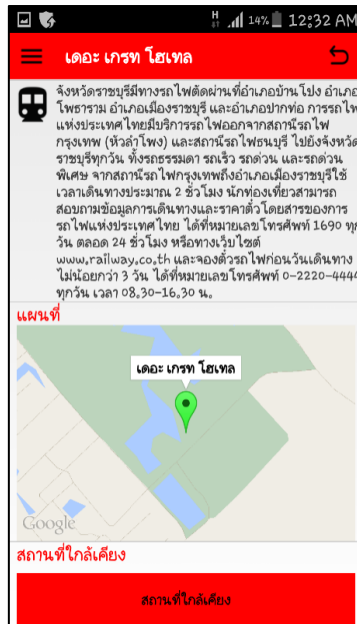 H
14% 12:32 AM
เดอะ เกรท โฮเทล
จังหวัดราชบุรีมีทางรถไฟตัดผ่านที่อำเภอบ้านโป่ง อำเภอ
โพธาราม อำเภอเมืองราชบุรี และอำเภอปากท่อ การรถไฟ
แห่งประเทศไทยมีบริการรถไฟออกจากสถานีรถไฟ
กรุงเทพ (หัวลำโพง) และสถานีรถไฟธนบุรี ไปยังจังหวัด
ราชบุรีทุกวัน ทั้งรถธรรมดา รถเร็ว รถด่วน และรถด่วน
พิเศษ จากสถานีรถไฟกรุงเทพถึงอำเภอเมืองราชบุรีใช้
เวลาเดินทางประมาณ 2 ชั่วโมง นักท่องเที่ยวสามารถ
สอบถามข้อมูลการเดินทางและราคาตั๋วโดยสารของการ
รถไฟแห่งประเทศไทย ได้ที่หมายเลขโทรศัพท์ 1690 ทุก
วัน ตลอด 24 ชั่วโมง หรือทางเว็บไซต์
www.railway.co.th และจองตั๋วรถไฟก่อนวันเดินทาง
ไม่น้อยกว่า 3 วัน ได้ที่หมายเลขโทรศัพท์ 0-2220-4444
ทุกวัน เวลา 08.30-16.30 น.
แผนที่
เดอะ เกรท โฮเทล
Google
สถานที่ใกล้เคียง
สถานที่ใกล้เคียง